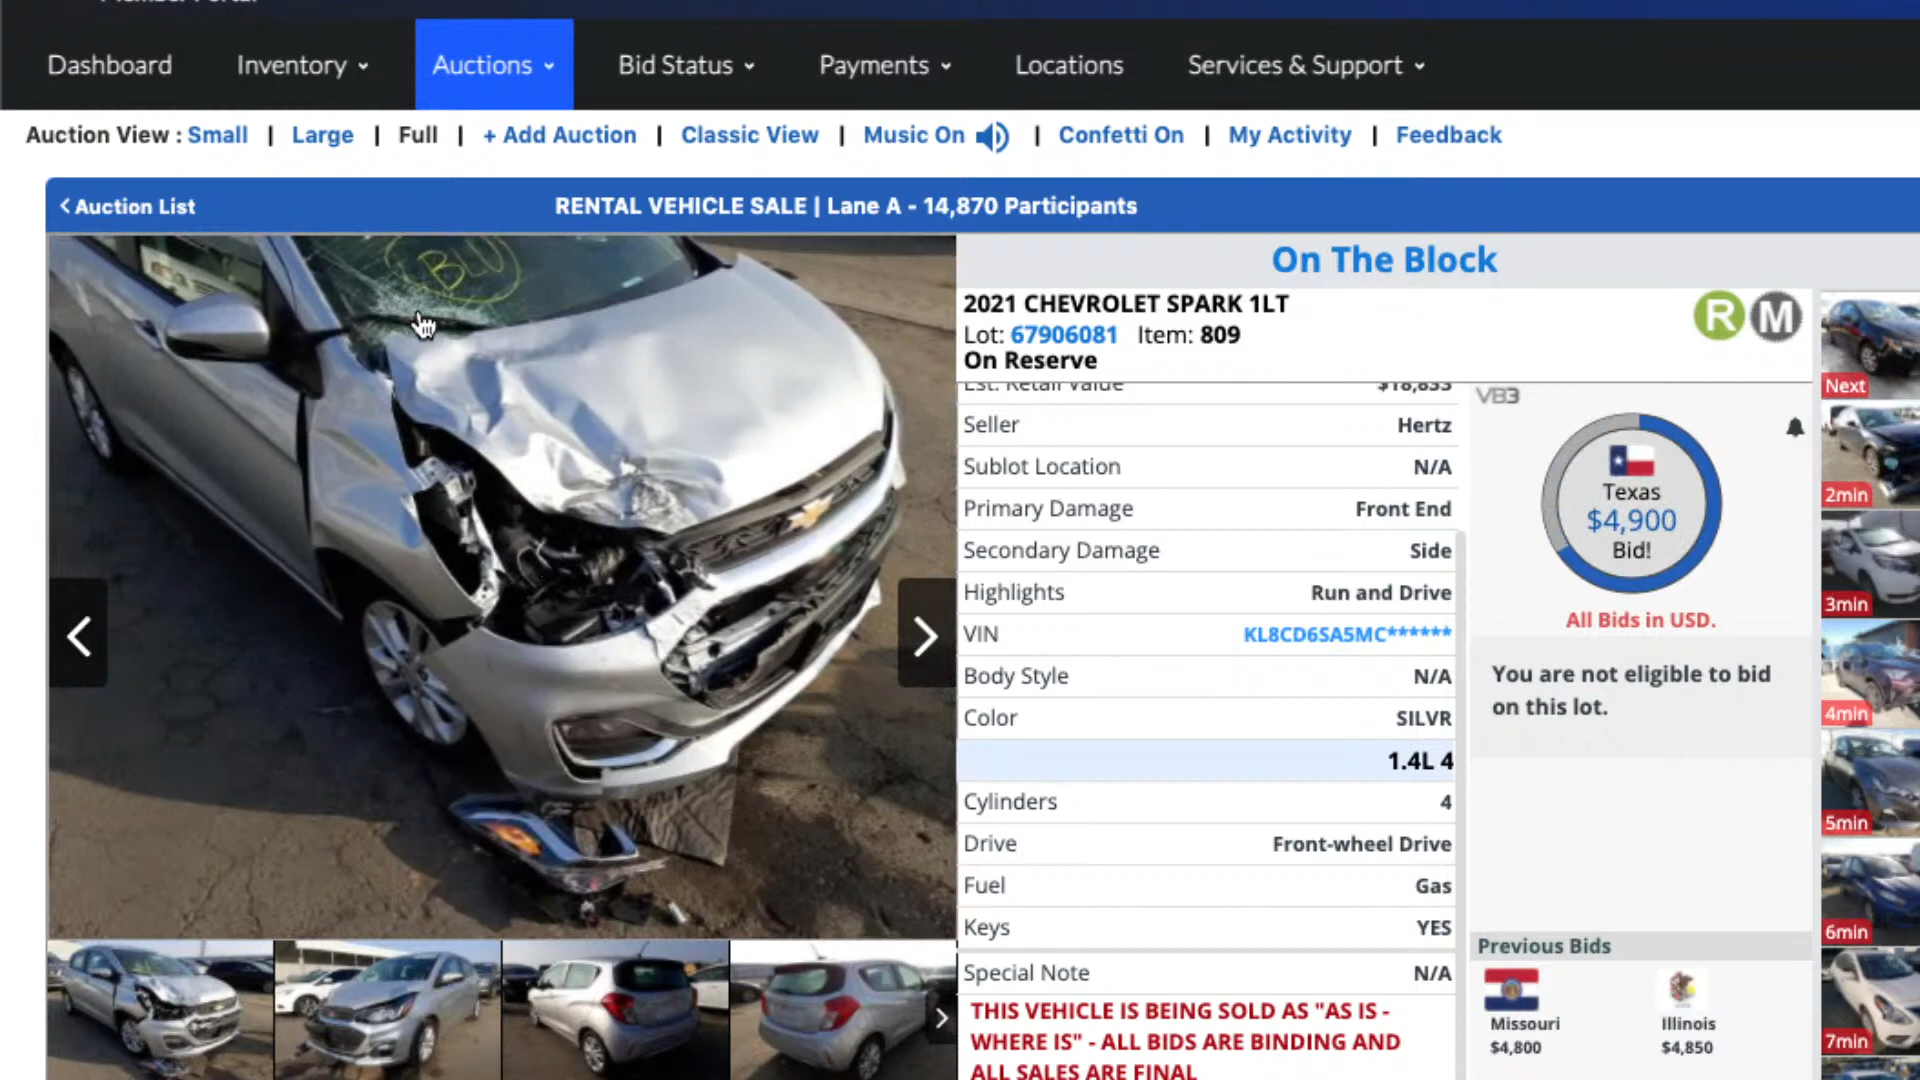 Dashboard
Inventory
Auctions
Bid Status
Payments
Locations
Services & Support
Auction View : Small | Large | Full | + Add Auction | Classic View | Music On | Confetti On | My Activity | Feedback
< Auction List
RENTAL VEHICLE SALE | Lane A - 14,870 Participants
BLU
On The Block
2021 CHEVROLET SPARK 1LT
Lot: 67906081 Item: 809
On Reserve
R
M
Est. Retail Value $18,833
Seller Hertz
Sublot Location N/A
Primary Damage Front End
Secondary Damage Side
Highlights Run and Drive
VIN KL8CD6SA5MC******
Body Style N/A
Color SILVR
1.4L 4
Cylinders 4
Drive Front-wheel Drive
Fuel Gas
Keys YES
Special Note N/A
THIS VEHICLE IS BEING SOLD AS "AS IS -
WHERE IS" - ALL BIDS ARE BINDING AND
ALL SALES ARE FINAL
VB3
Texas
$4,900
Bid!
All Bids in USD.
You are not eligible to bid
on this lot.
Previous Bids
Missouri
$4,800
Illinois
$4,850
Next
2min
3min
4min
5min
6min
7min